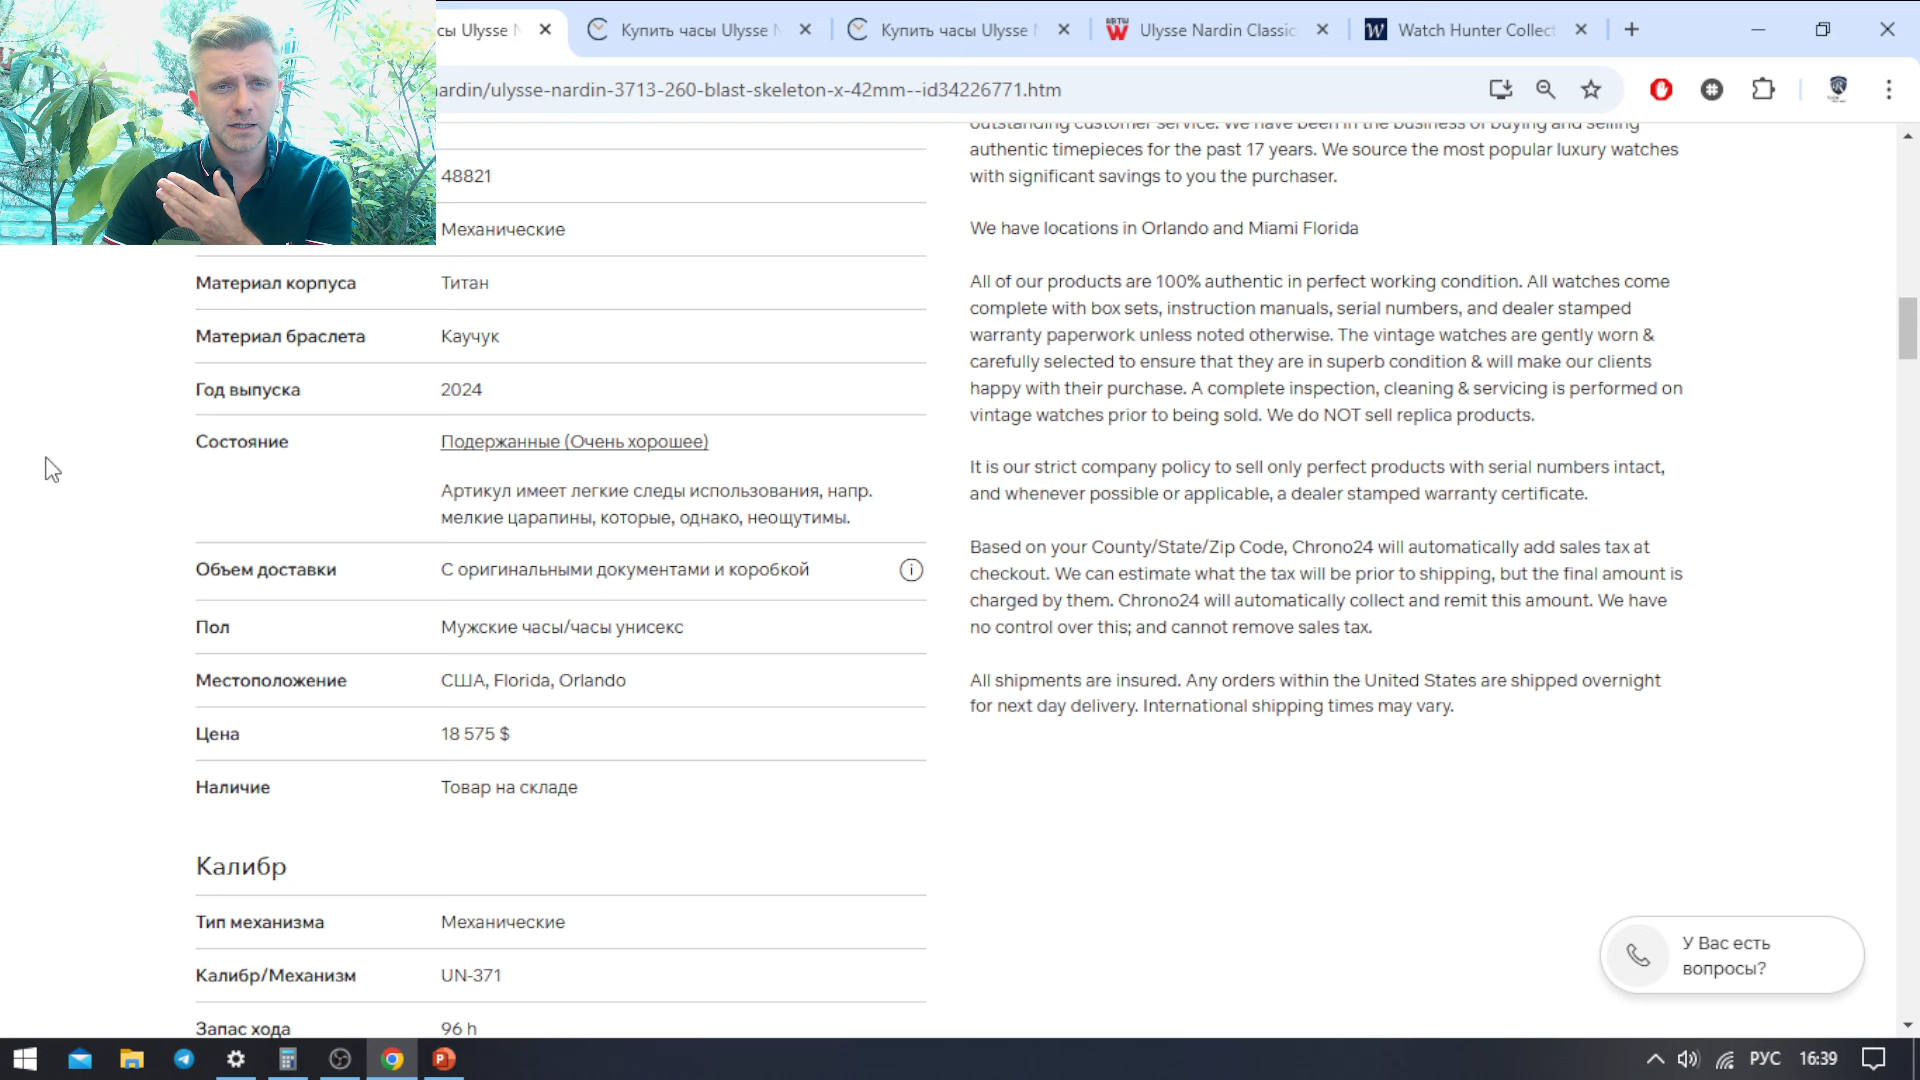 сы Ulysse N
Купить часы Ulysse N
Купить часы Ulysse N
Ulysse Nardin Classic
Watch Hunter Collect
ardin/ulysse-nardin-3713-260-blast-skeleton-x-42mm--id34226771.htm
48821
Механические
Материал корпуса Титан
Материал браслета Каучук
Год выпуска 2024
Состояние Подержанные (Очень хорошее)
Артикул имеет легкие следы использования, напр.
мелкие царапины, которые, однако, неощутимы.
Объем доставки С оригинальными документами и коробкой
Пол Мужские часы/часы унисекс
Местоположение США, Florida, Orlando
Цена 18 575 $
Наличие Товар на складе
Калибр
Тип механизма Механические
Калибр/Механизм UN-371
Запас хода 96 h
outstanding customer service. We have been in the business of buying and selling
authentic timepieces for the past 17 years. We source the most popular luxury watches
with significant savings to you the purchaser.
We have locations in Orlando and Miami Florida
All of our products are 100% authentic in perfect working condition. All watches come
complete with box sets, instruction manuals, serial numbers, and dealer stamped
warranty paperwork unless noted otherwise. The vintage watches are gently worn &
carefully selected to ensure that they are in superb condition & will make our clients
happy with their purchase. A complete inspection, cleaning & servicing is performed on
vintage watches prior to being sold. We do NOT sell replica products.
It is our strict company policy to sell only perfect products with serial numbers intact,
and whenever possible or applicable, a dealer stamped warranty certificate.
Based on your County/State/Zip Code, Chrono24 will automatically add sales tax at
checkout. We can estimate what the tax will be prior to shipping, but the final amount is
charged by them. Chrono24 will automatically collect and remit this amount. We have
no control over this; and cannot remove sales tax.
All shipments are insured. Any orders within the United States are shipped overnight
for next day delivery. International shipping times may vary.
У Вас есть
вопросы?
РУС 16:39